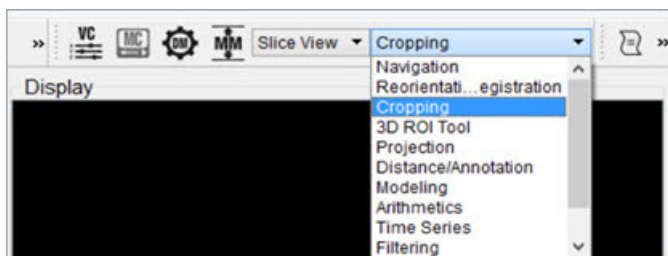 » VC MC DM MM Slice View Cropping »
Display
Navigation
Reorientati...egistration
Cropping
3D ROI Tool
Projection
Distance/Annotation
Modeling
Arithmetics
Time Series
Filtering